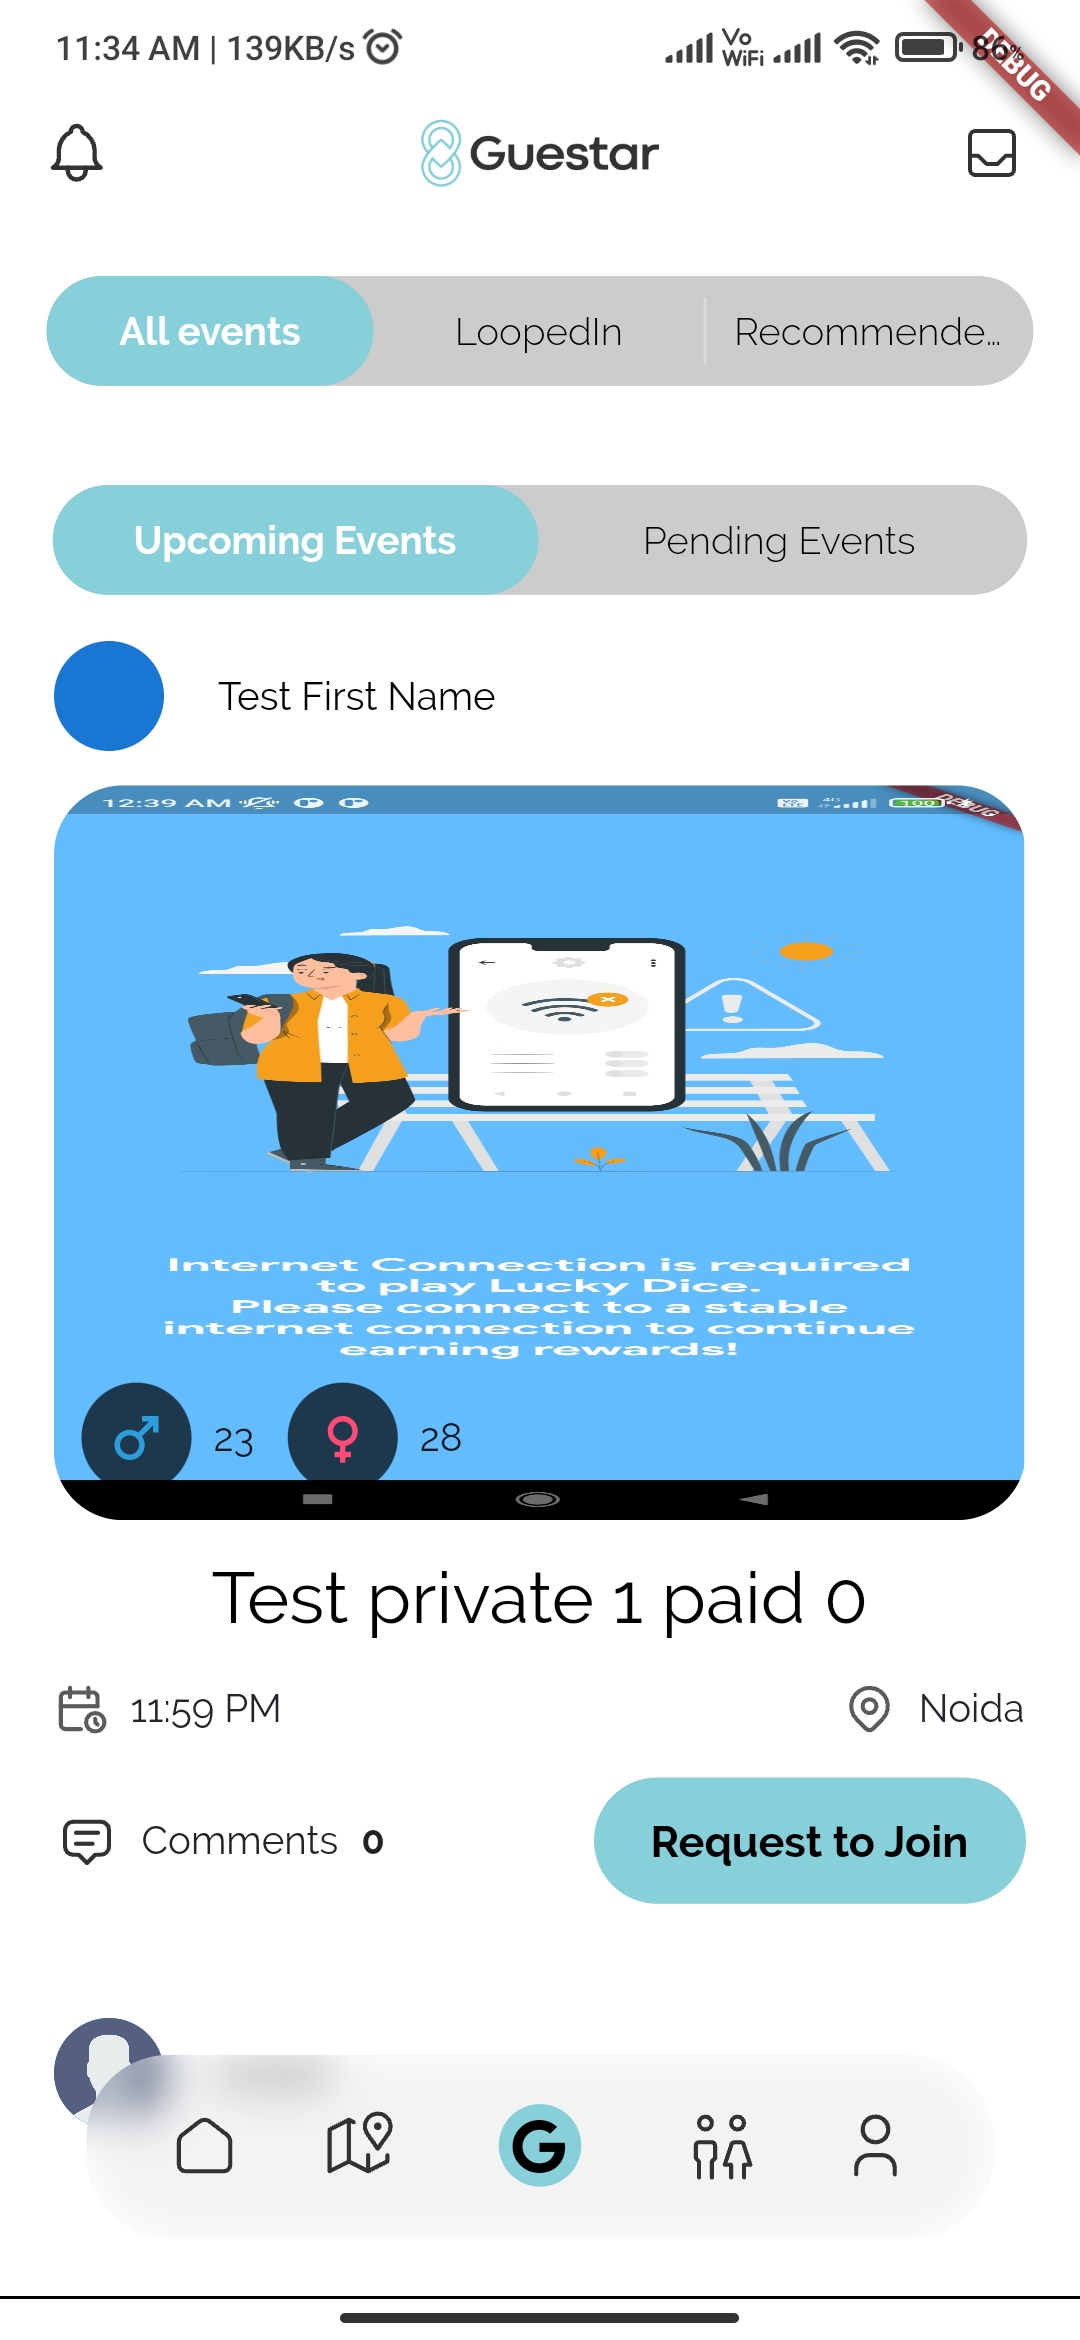 11:34 AM | 139KB/s
Vo
WiFi
86%
DEBUG
Guestar
All events
LoopedIn
Recommende...
Upcoming Events
Pending Events
Test First Name
12:39 AM
Vo
LTE
4G
100
DEBUG
Internet Connection is required
to play Lucky Dice.
Please connect to a stable
internet connection to continue
earning rewards!
23
28
Test private 1 paid 0
11:59 PM
Noida
Comments 0
Request to Join
G